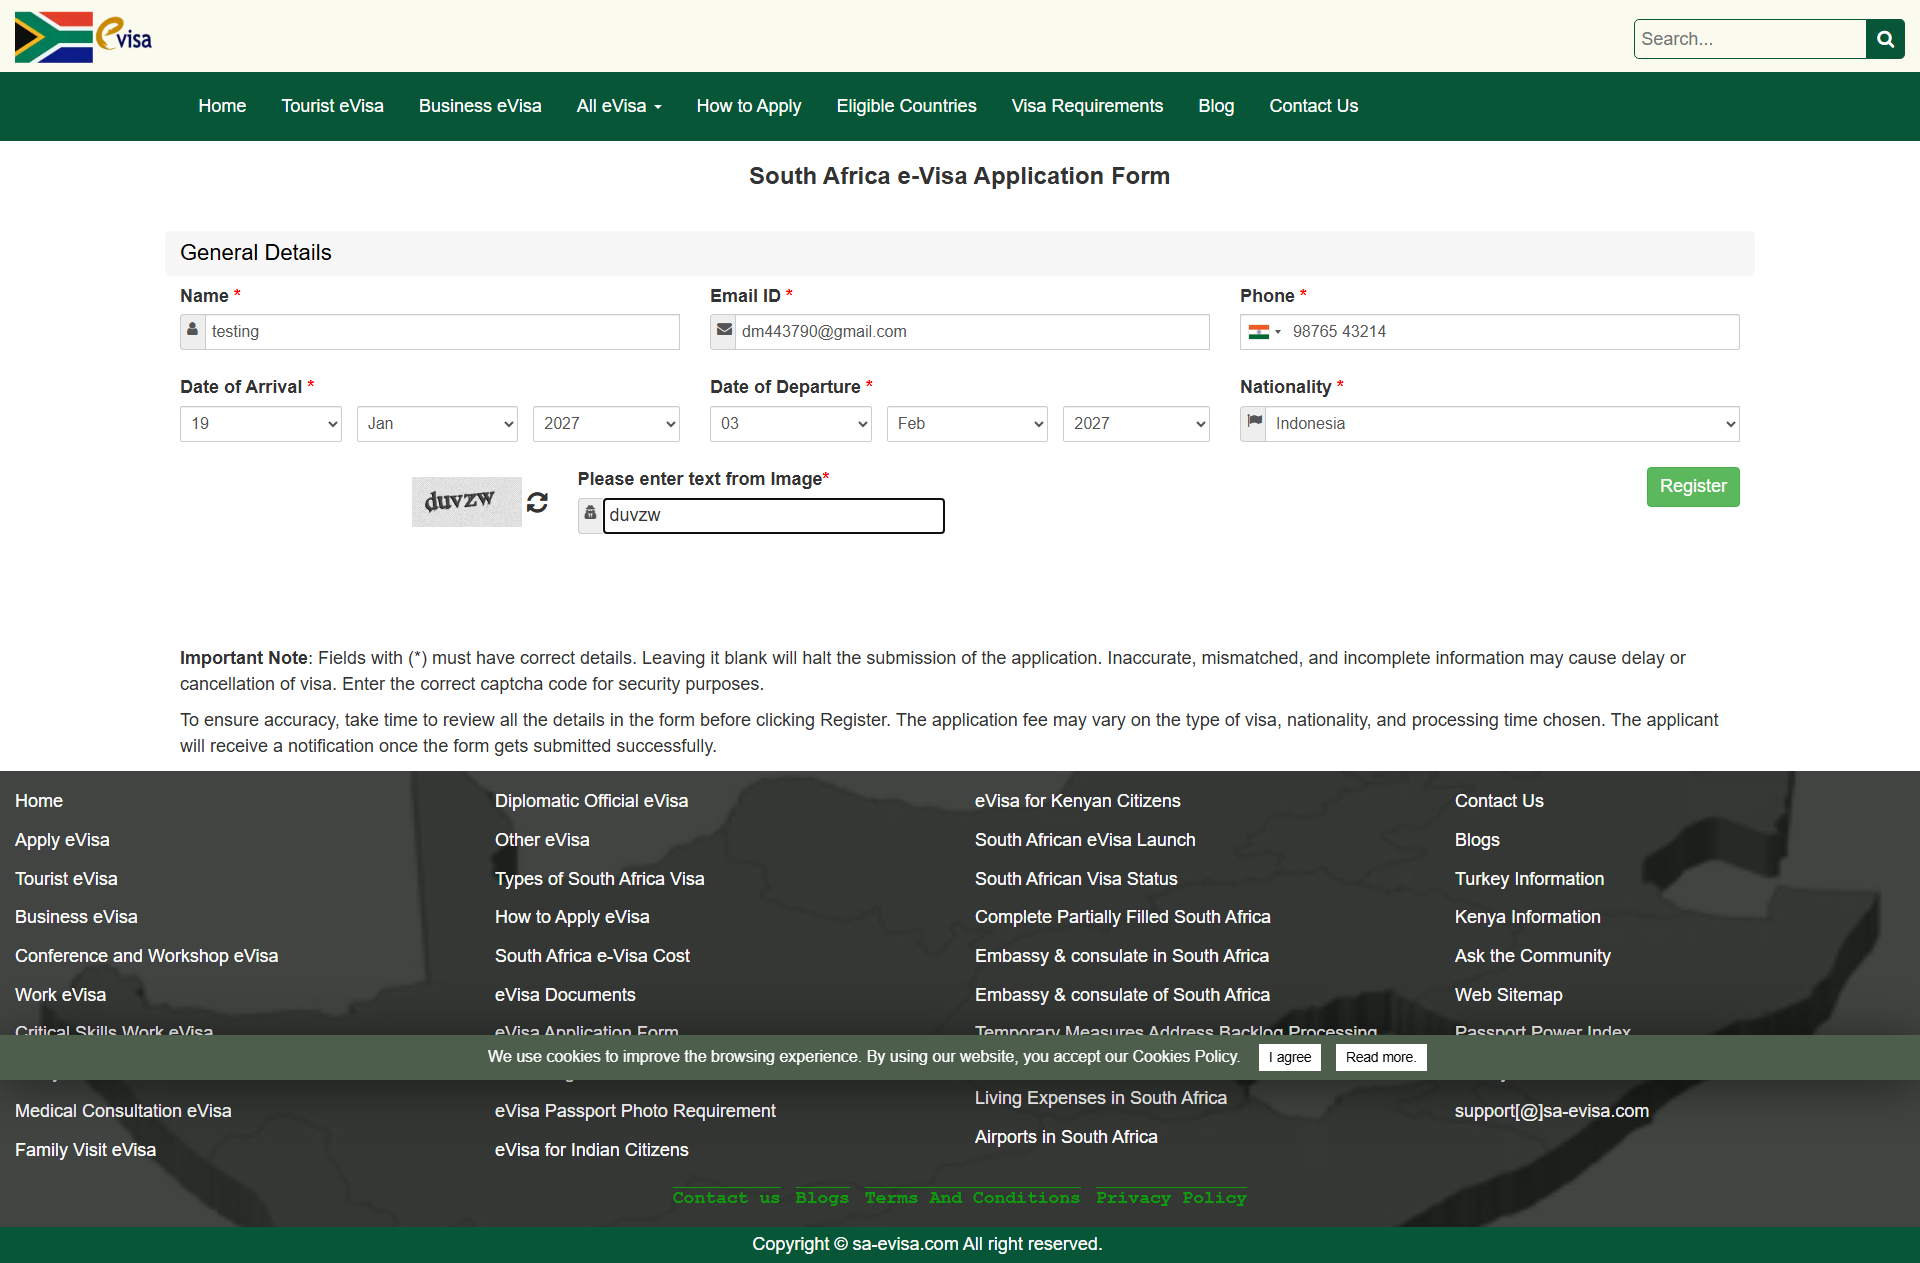 evisa
Search...
Home Tourist eVisa Business eVisa All eVisa How to Apply Eligible Countries Visa Requirements Blog Contact Us
South Africa e-Visa Application Form
General Details
Name * Email ID * Phone *
testing dm443790@gmail.com 98765 43214
Date of Arrival * Date of Departure * Nationality *
19 Jan 2027 03 Feb 2027 Indonesia
Please enter text from Image*
Register
duvzw duvzw
Important Note: Fields with (*) must have correct details. Leaving it blank will halt the submission of the application. Inaccurate, mismatched, and incomplete information may cause delay or
cancellation of visa. Enter the correct captcha code for security purposes.
To ensure accuracy, take time to review all the details in the form before clicking Register. The application fee may vary on the type of visa, nationality, and processing time chosen. The applicant
will receive a notification once the form gets submitted successfully.
Home Diplomatic Official eVisa eVisa for Kenyan Citizens Contact Us
Apply eVisa Other eVisa South African eVisa Launch Blogs
Tourist eVisa Types of South Africa Visa South African Visa Status Turkey Information
Business eVisa How to Apply eVisa Complete Partially Filled South Africa Kenya Information
Conference and Workshop eVisa South Africa e-Visa Cost Embassy & consulate in South Africa Ask the Community
Work eVisa eVisa Documents Embassy & consulate of South Africa Web Sitemap
Critical Skills Work eVisa eVisa Application Form Temporary Measures Address Backlog Processing Passport Power Index
We use cookies to improve the browsing experience. By using our website, you accept our Cookies Policy. I agree Read more.
Living Expenses in South Africa
Medical Consultation eVisa eVisa Passport Photo Requirement support[@]sa-evisa.com
Airports in South Africa
Family Visit eVisa eVisa for Indian Citizens
Contact us Blogs Terms And Conditions Privacy Policy
Copyright © sa-evisa.com All right reserved.